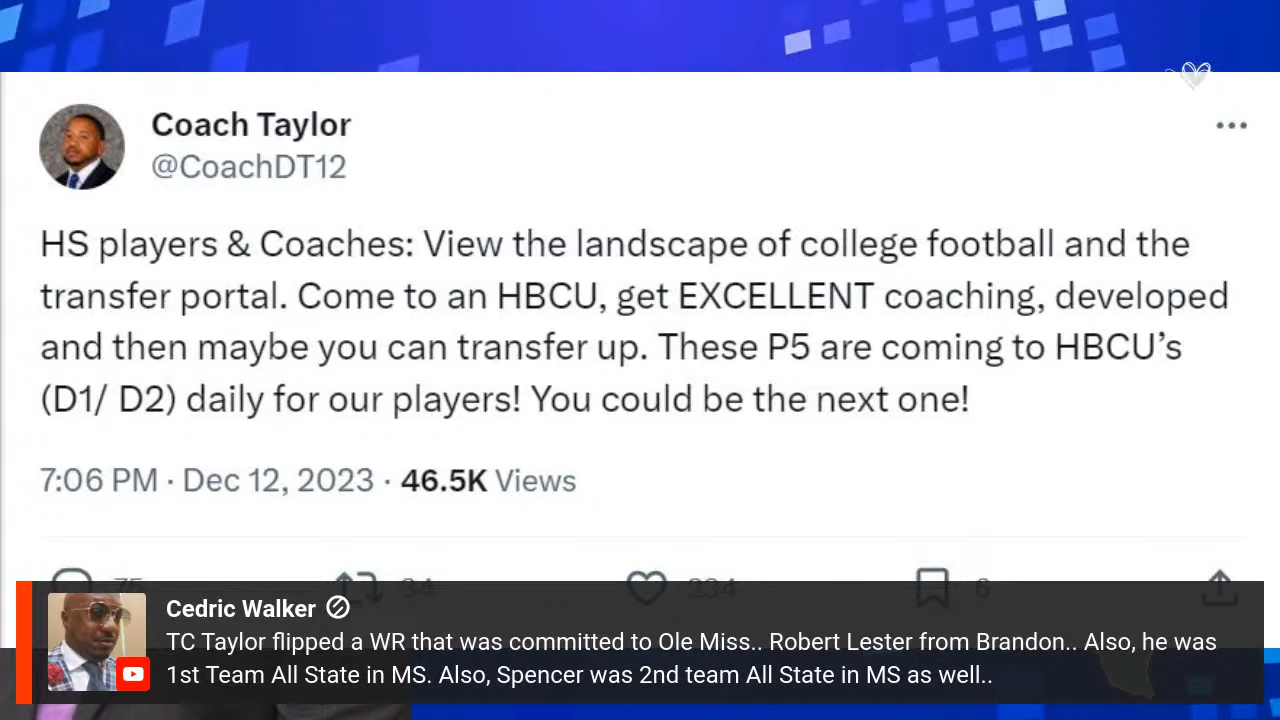 Coach Taylor
@CoachDT12
HS players & Coaches: View the landscape of college football and the
transfer portal. Come to an HBCU, get EXCELLENT coaching, developed
and then maybe you can transfer up. These P5 are coming to HBCU’s
(D1/ D2) daily for our players! You could be the next one!
7:06 PM · Dec 12, 2023 · 46.5K Views
75 34 234 6
Cedric Walker
TC Taylor flipped a WR that was committed to Ole Miss.. Robert Lester from Brandon.. Also, he was
1st Team All State in MS. Also, Spencer was 2nd team All State in MS as well..